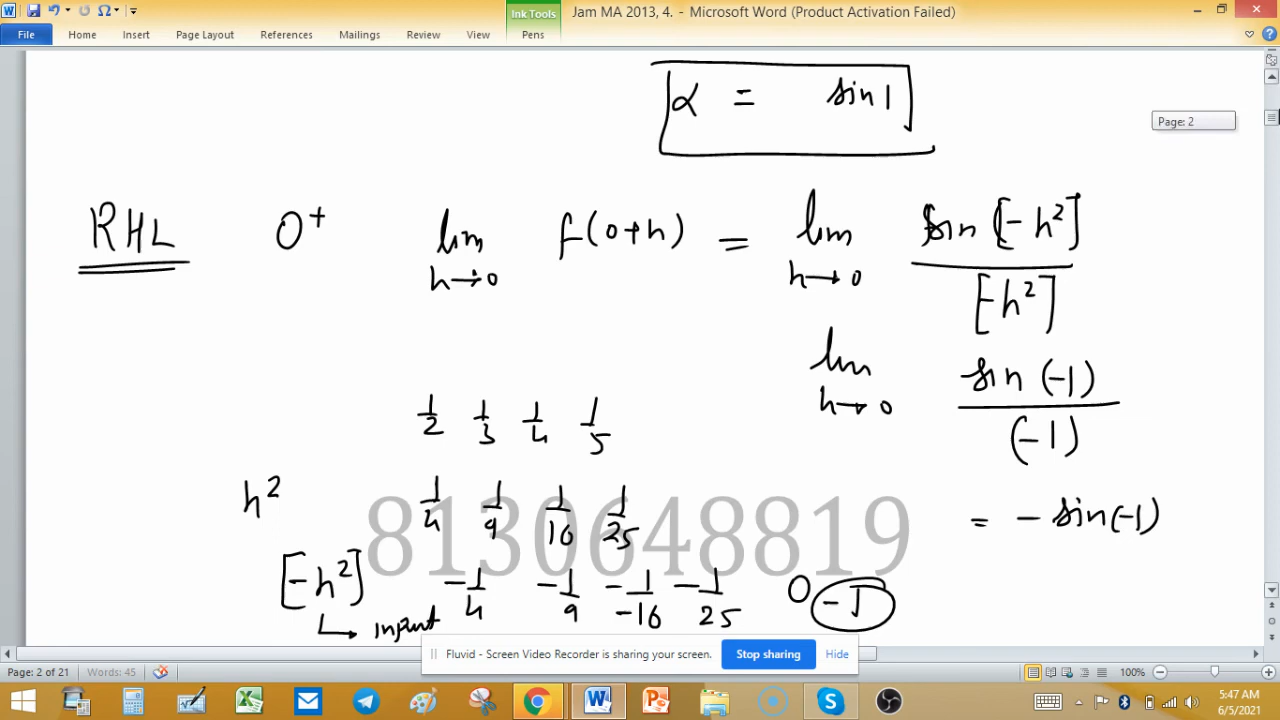 Ink Tools
Jam MA 2013, 4. - Microsoft Word (Product Activation Failed)
File Home Insert Page Layout References Mailings Review View Pens
α = sin 1
Page: 2
RHL 0⁺ lim f(0+h) = lim sin [-h²]
h→0 h→0 [-h²]
lim sin (-1)
h→0 (-1)
1/2 1/3 1/4 1/5
h² 1/4 1/9 1/16 1/25
= - sin(-1)
8130648819
[-h²] -1/4 -1/9 -1/-16 -1/25 0 -1
↳ input
Fluvid - Screen Video Recorder is sharing your screen. Stop sharing Hide
Page: 2 of 21 Words: 45 100%
5:47 AM
6/5/2021